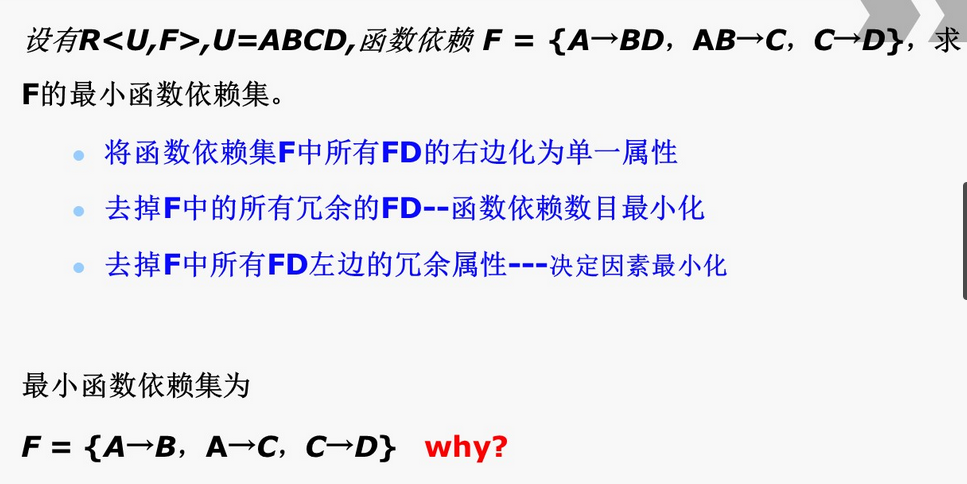 设有R<U,F>,U=ABCD,函数依赖 F = {A→BD，AB→C，C→D}，求
F的最小函数依赖集。
● 将函数依赖集F中所有FD的右边化为单一属性
● 去掉F中的所有冗余的FD--函数依赖数目最小化
● 去掉F中所有FD左边的冗余属性---决定因素最小化
最小函数依赖集为
F = {A→B，A→C，C→D} why?